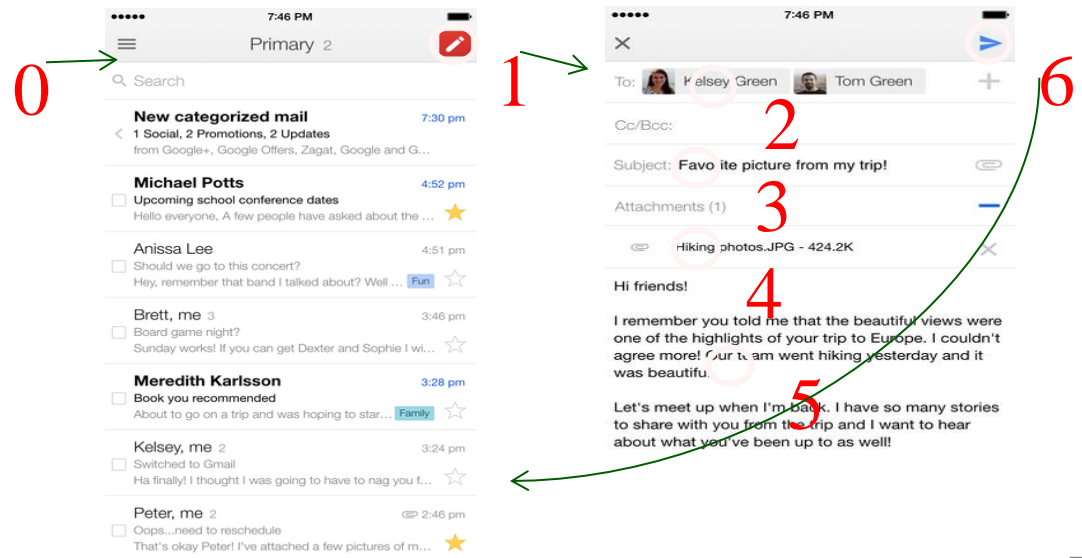 0
7:46 PM
Primary 2
Search
New categorized mail
7:30 pm
1 Social, 2 Promotions, 2 Updates
from Google+, Google Offers, Zagat, Google and G...
Michael Potts
4:52 pm
Upcoming school conference dates
Hello everyone, A few people have asked about the ...
Anissa Lee
4:51 pm
Should we go to this concert?
Hey, remember that band I talked about? Well ... Fun
Brett, me 3
3:46 pm
Board game night?
Sunday works! If you can get Dexter and Sophie I wi...
Meredith Karlsson
3:28 pm
Book you recommended
About to go on a trip and was hoping to star... Family
Kelsey, me 2
3:24 pm
Switched to Gmail
Ha finally! I thought I was going to have to nag you f...
Peter, me 2
2:46 pm
Oops...need to reschedule
That's okay Peter! I've attached a few pictures of m...
1
7:46 PM
6
To: Kelsey Green Tom Green
2
Cc/Bcc:
Subject: Favorite picture from my trip!
3
Attachments (1)
Hiking photos.JPG - 424.2K
4
Hi friends!
I remember you told me that the beautiful views were
one of the highlights of your trip to Europe. I couldn't
agree more! Our team went hiking yesterday and it
was beautiful.
5
Let's meet up when I'm back. I have so many stories
to share with you from the trip and I want to hear
about what you've been up to as well!